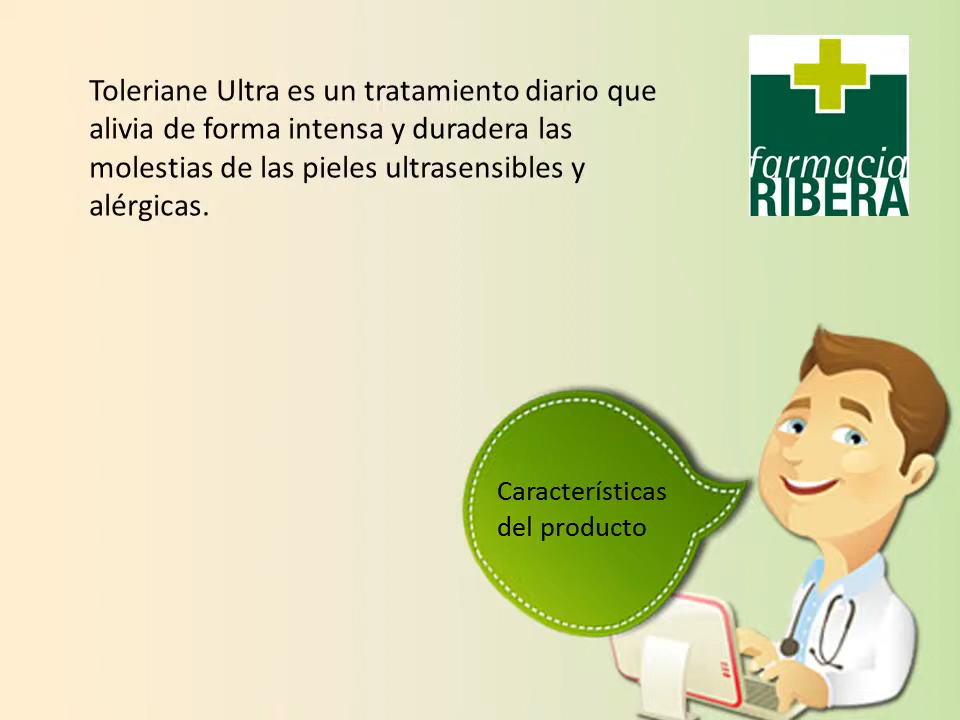 Toleriane Ultra es un tratamiento diario que
alivia de forma intensa y duradera las
molestias de las pieles ultrasensibles y
alérgicas.
farmacia
RIBERA
Características
del producto